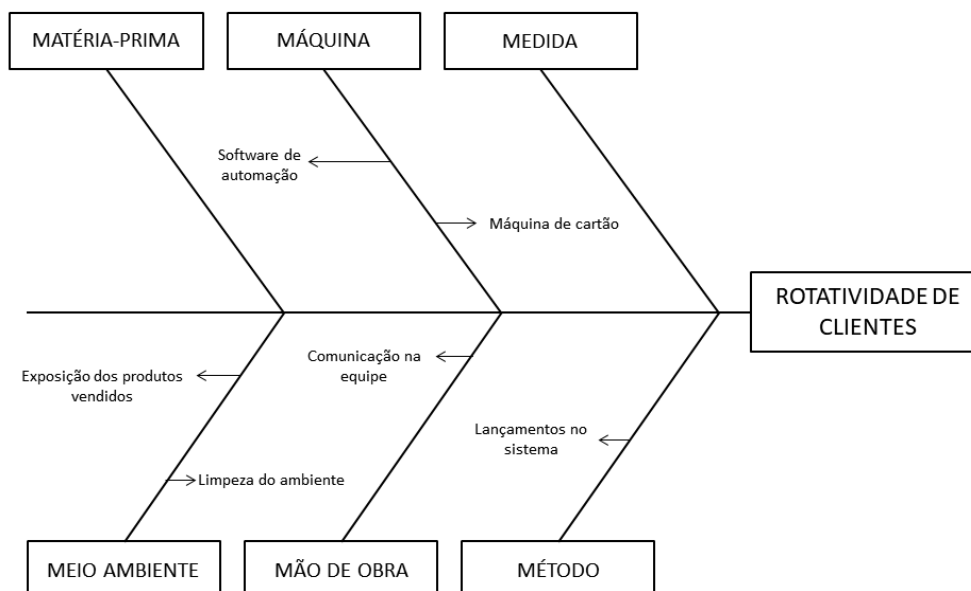 MATÉRIA-PRIMA
MÁQUINA
MEDIDA
Software de
automação
Máquina de cartão
ROTATIVIDADE DE
CLIENTES
Exposição dos produtos
vendidos
Comunicação na
equipe
Lançamentos no
sistema
Limpeza do ambiente
MEIO AMBIENTE
MÃO DE OBRA
MÉTODO